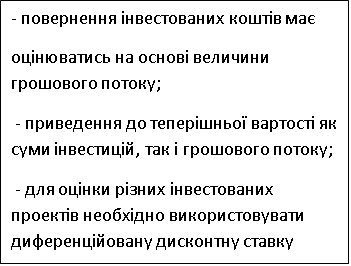 - повернення інвестованих коштів має
оцінюватись на основі величини
грошового потоку;
- приведення до теперішньої вартості як
суми інвестицій, так і грошового потоку;
- для оцінки різних інвестованих
проектів необхідно використовувати
диференційовану дисконтну ставку